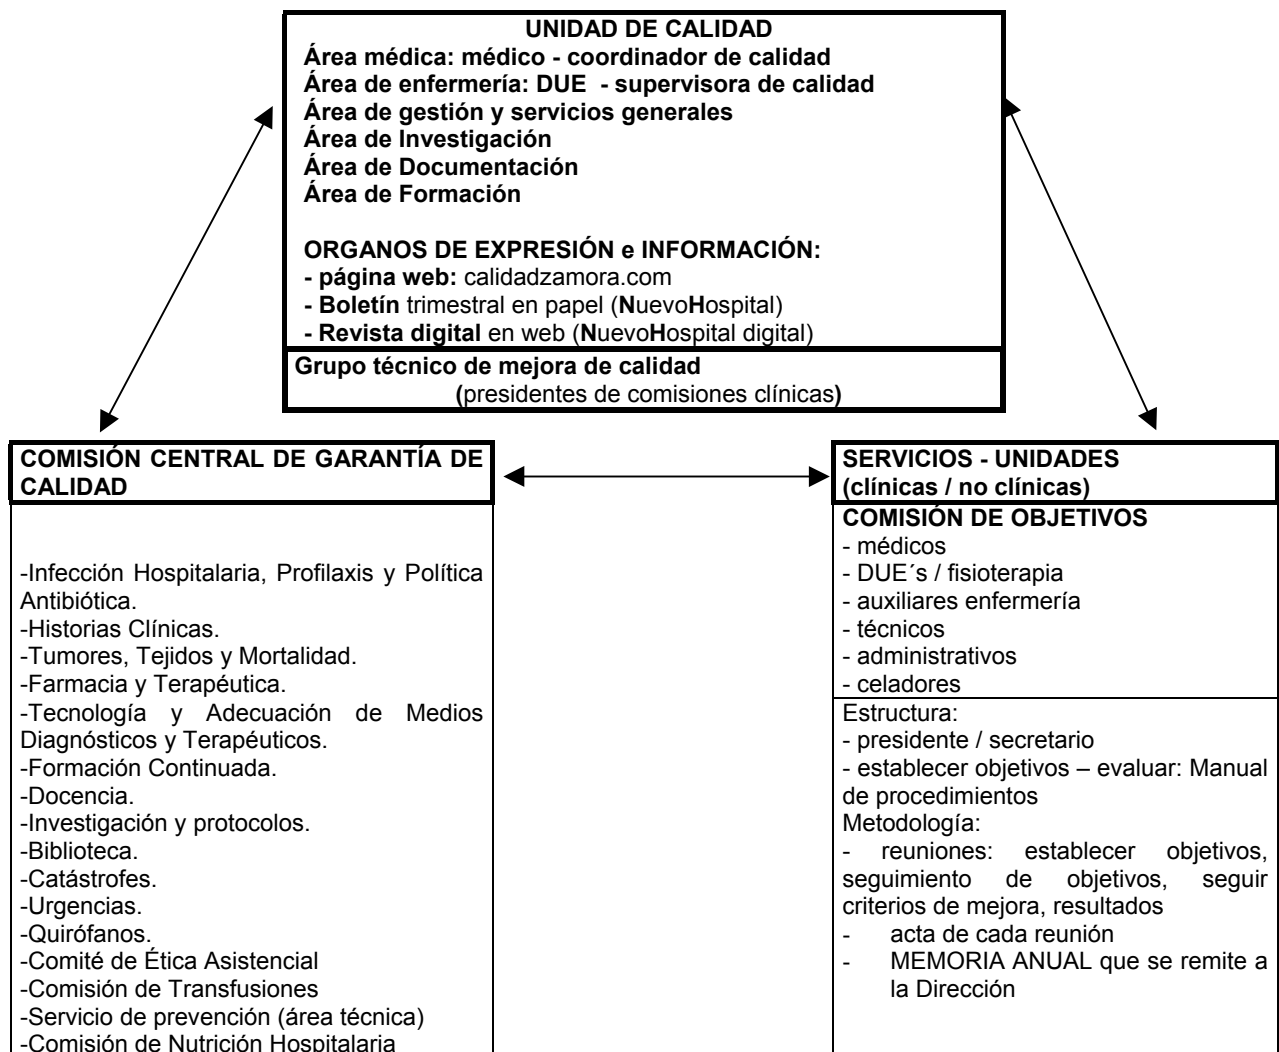 UNIDAD DE CALIDAD
Área médica: médico - coordinador de calidad
Área de enfermería: DUE - supervisora de calidad
Área de gestión y servicios generales
Área de Investigación
Área de Documentación
Área de Formación
ORGANOS DE EXPRESIÓN e INFORMACIÓN:
- página web: calidadzamora.com
- Boletín trimestral en papel (NuevoHospital)
- Revista digital en web (NuevoHospital digital)
Grupo técnico de mejora de calidad
(presidentes de comisiones clínicas)
COMISIÓN CENTRAL DE GARANTÍA DE
CALIDAD
-Infección Hospitalaria, Profilaxis y Política
Antibiótica.
-Historias Clínicas.
-Tumores, Tejidos y Mortalidad.
-Farmacia y Terapéutica.
-Tecnología y Adecuación de Medios
Diagnósticos y Terapéuticos.
-Formación Continuada.
-Docencia.
-Investigación y protocolos.
-Biblioteca.
-Catástrofes.
-Urgencias.
-Quirófanos.
-Comité de Ética Asistencial
-Comisión de Transfusiones
-Servicio de prevención (área técnica)
-Comisión de Nutrición Hospitalaria
SERVICIOS - UNIDADES
(clínicas / no clínicas)
COMISIÓN DE OBJETIVOS
- médicos
- DUE´s / fisioterapia
- auxiliares enfermería
- técnicos
- administrativos
- celadores
Estructura:
- presidente / secretario
- establecer objetivos – evaluar: Manual
de procedimientos
Metodología:
- reuniones: establecer objetivos,
seguimiento de objetivos, seguir
criterios de mejora, resultados
- acta de cada reunión
- MEMORIA ANUAL que se remite a
la Dirección